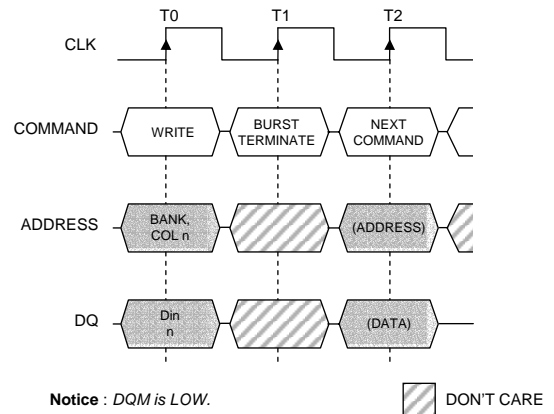 T0 T1 T2
CLK
COMMAND WRITE BURST TERMINATE NEXT COMMAND
ADDRESS BANK, COL n (ADDRESS)
DQ Din n (DATA)
Notice : DQM is LOW. DON'T CARE